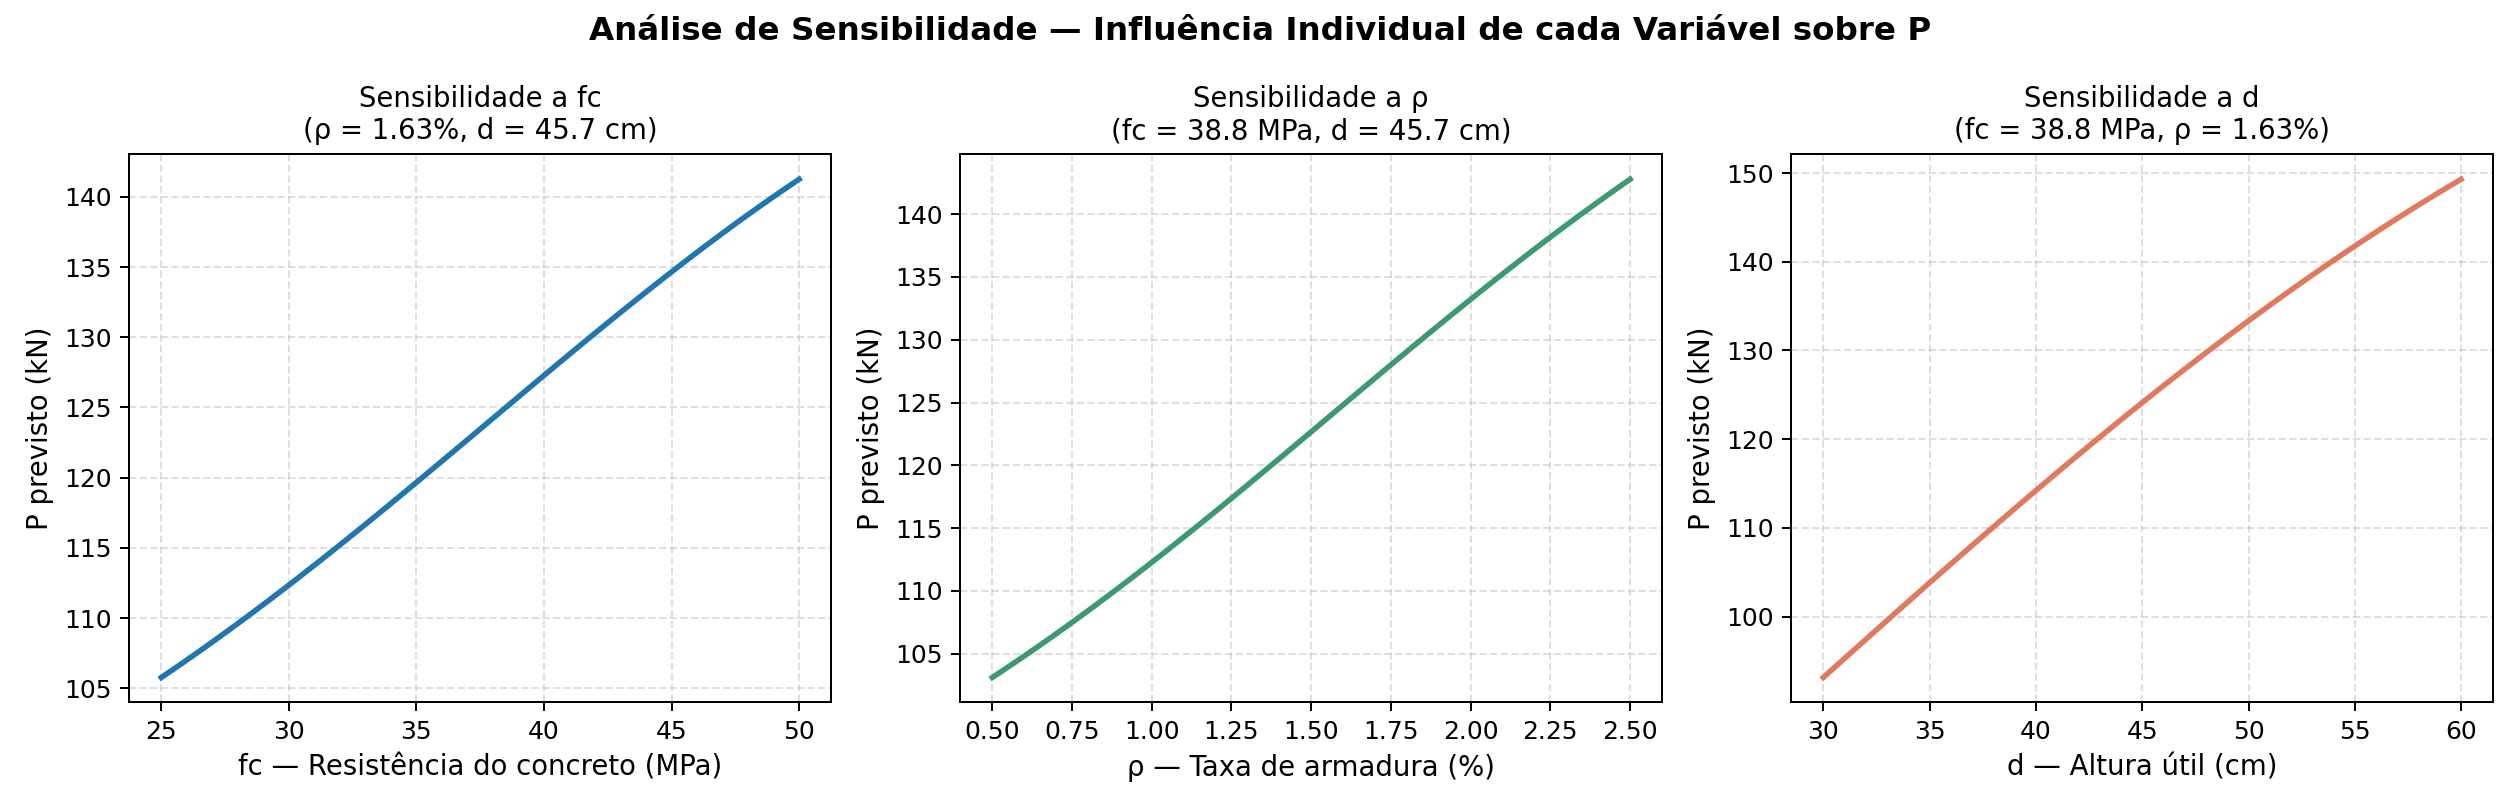 Análise de Sensibilidade — Influência Individual de cada Variável sobre P
Sensibilidade a fc
(ρ = 1.63%, d = 45.7 cm)
P previsto (kN)
140
135
130
125
120
115
110
105
25 30 35 40 45 50
fc — Resistência do concreto (MPa)
Sensibilidade a ρ
(fc = 38.8 MPa, d = 45.7 cm)
P previsto (kN)
140
135
130
125
120
115
110
105
0.50 0.75 1.00 1.25 1.50 1.75 2.00 2.25 2.50
ρ — Taxa de armadura (%)
Sensibilidade a d
(fc = 38.8 MPa, ρ = 1.63%)
P previsto (kN)
150
140
130
120
110
100
30 35 40 45 50 55 60
d — Altura útil (cm)